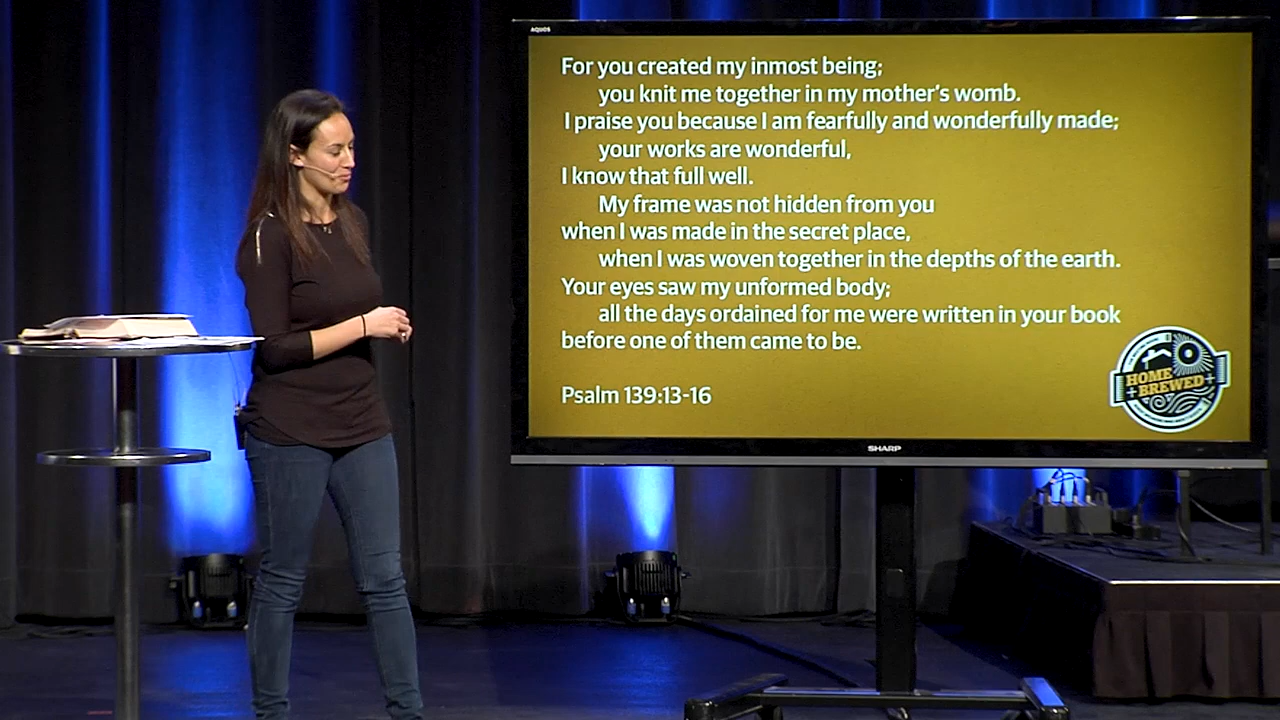 AQUOS
For you created my inmost being;
you knit me together in my mother's womb.
I praise you because I am fearfully and wonderfully made;
your works are wonderful,
I know that full well.
My frame was not hidden from you
when I was made in the secret place,
when I was woven together in the depths of the earth.
Your eyes saw my unformed body;
all the days ordained for me were written in your book
before one of them came to be.
Psalm 139:13-16
HOME
BREWED
SHARP